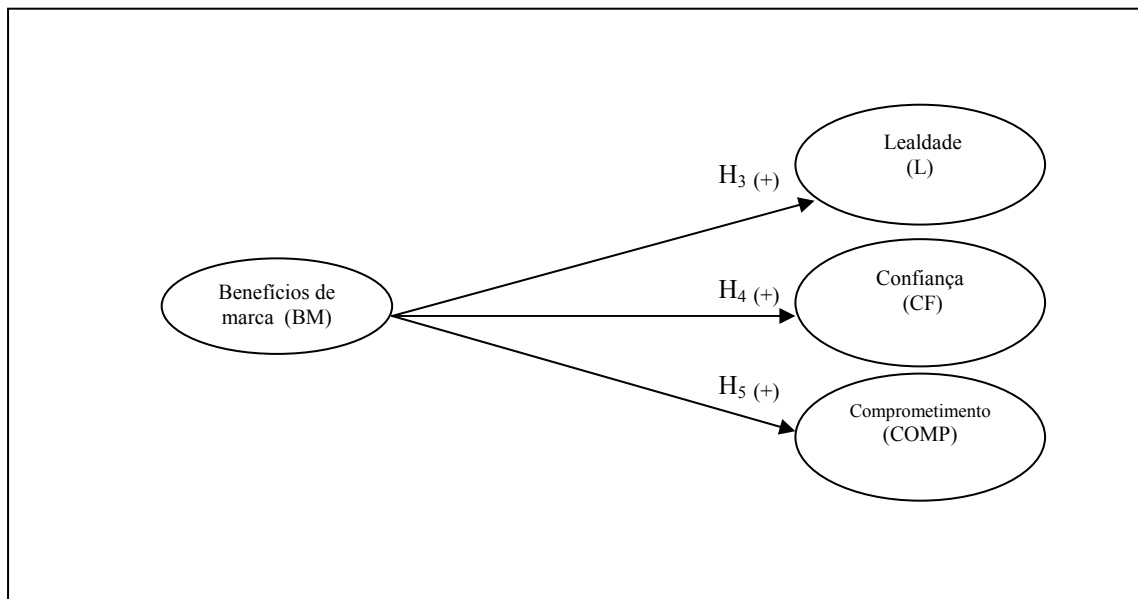 Lealdade
(L)
H3 (+)
Benefícios de
marca (BM)
H4 (+)
Confiança
(CF)
H5 (+)
Comprometimento
(COMP)